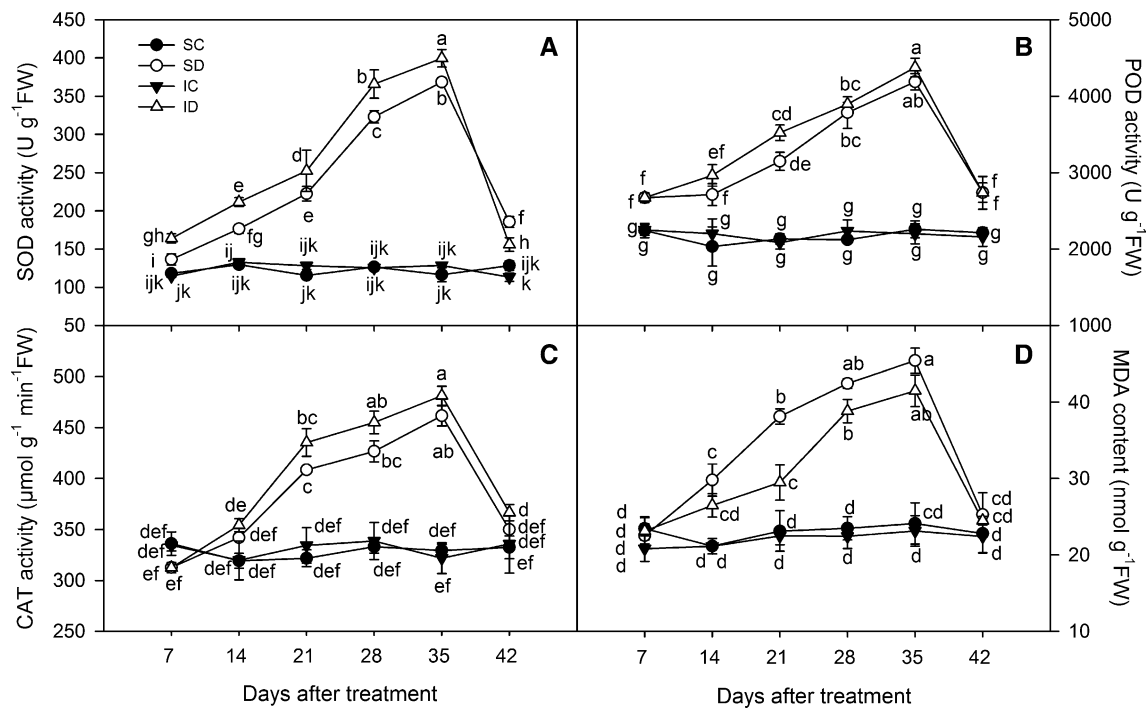 450
400
350
300
250
200
150
100
50
SOD activity (U g⁻¹FW)
SC
SD
IC
ID
A
gh
i
ijk
jk
e
fg
ij
ijk
d
e
ijk
jk
b
c
ijk
ijk
a
b
ijk
jk
f
h
ijk
k
B
f
f
g
g
ef
f
g
g
cd
de
g
g
bc
bc
g
g
a
ab
g
g
f
f
g
5000
4000
3000
2000
1000
POD activity (U g⁻¹FW)
500
450
400
350
300
250
CAT activity (µmol g⁻¹ min⁻¹FW)
C
def
def
ef
ef
de
def
def
def
bc
c
def
def
ab
bc
def
def
a
ab
def
ef
d
def
def
ef
D
d
d
d
d
c
cd
d
d
b
c
d
d
ab
b
d
d
a
ab
cd
d
cd
cd
d
d
40
30
20
10
MDA content (nmol g⁻¹FW)
7 14 21 28 35 42
7 14 21 28 35 42
Days after treatment
Days after treatment